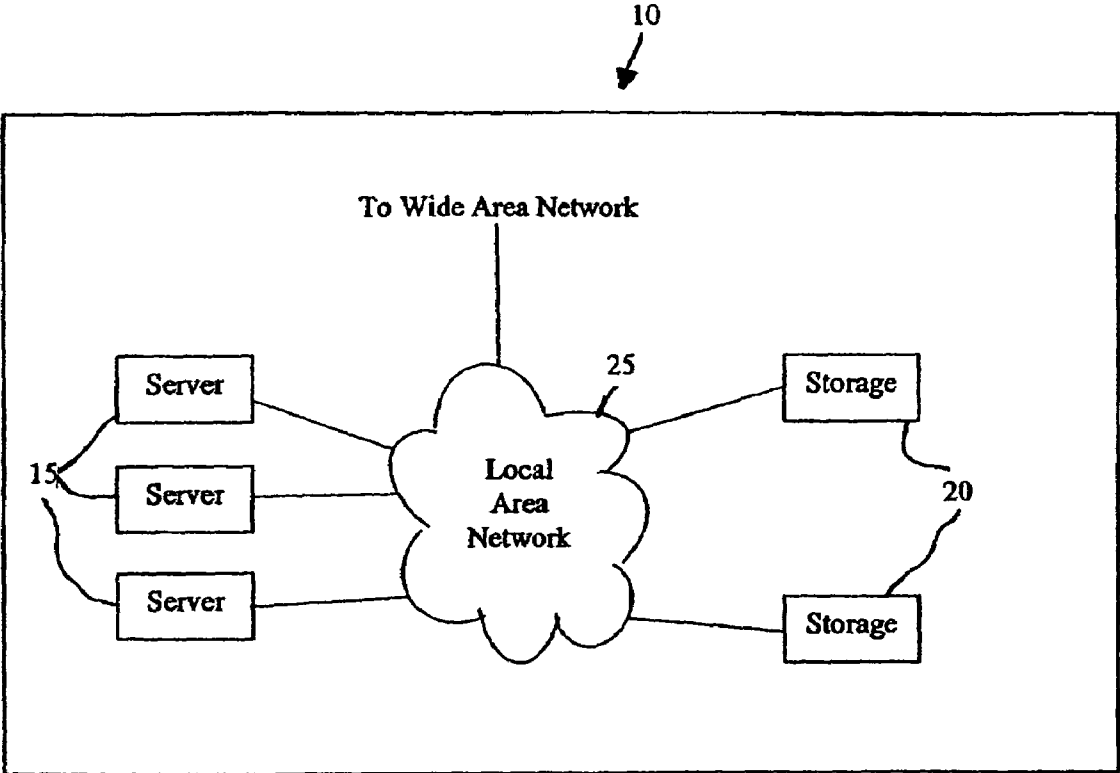 10
To Wide Area Network
25
Server
Storage
15
Server
Local
Area
Network
20
Server
Storage